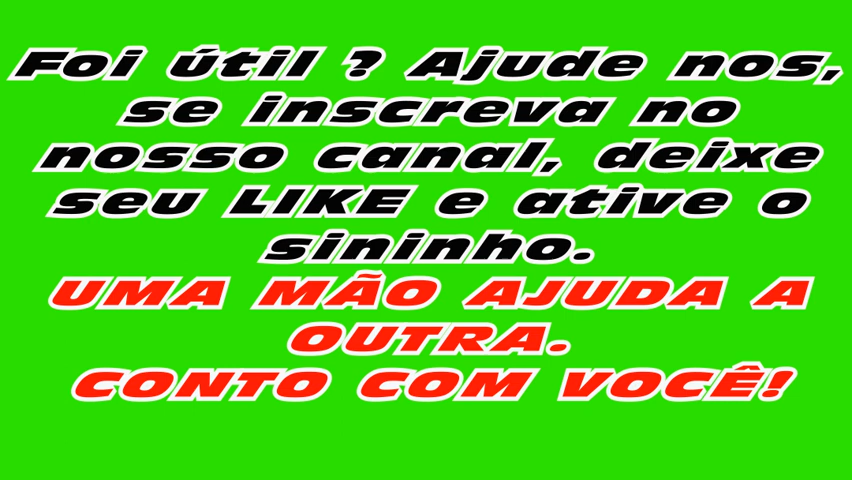 Foi útil ? Ajude nos,
se inscreva no
nosso canal, deixe
seu LIKE e ative o
sininho.
UMA MÃO AJUDA A
OUTRA.
CONTO COM VOCÊ!